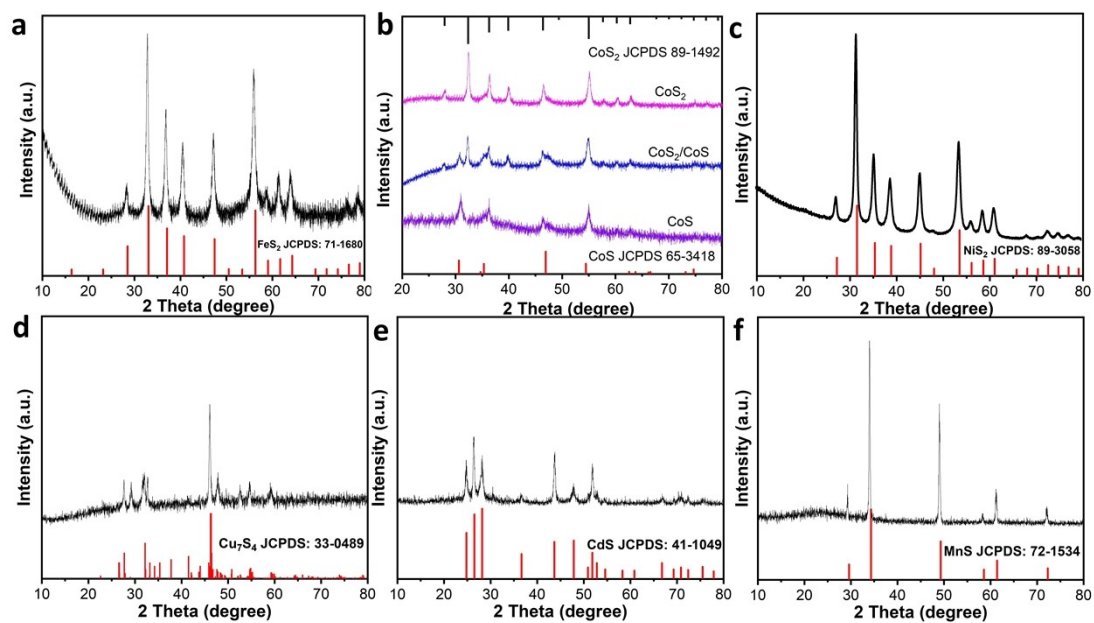 a
Intensity (a.u.)
FeS₂ JCPDS: 71-1680
10 20 30 40 50 60 70 80
2 Theta (degree)
b
Intensity (a.u.)
CoS₂ JCPDS 89-1492
CoS₂
CoS₂/CoS
CoS
CoS JCPDS 65-3418
20 30 40 50 60 70 80
2 Theta (degree)
c
Intensity (a.u.)
NiS₂ JCPDS: 89-3058
10 20 30 40 50 60 70 80
2 Theta (degree)
d
Intensity (a.u.)
Cu₇S₄ JCPDS: 33-0489
10 20 30 40 50 60 70 80
2 Theta (degree)
e
Intensity (a.u.)
CdS JCPDS: 41-1049
10 20 30 40 50 60 70 80
2 Theta (degree)
f
Intensity (a.u.)
MnS JCPDS: 72-1534
10 20 30 40 50 60 70 80
2 Theta (degree)